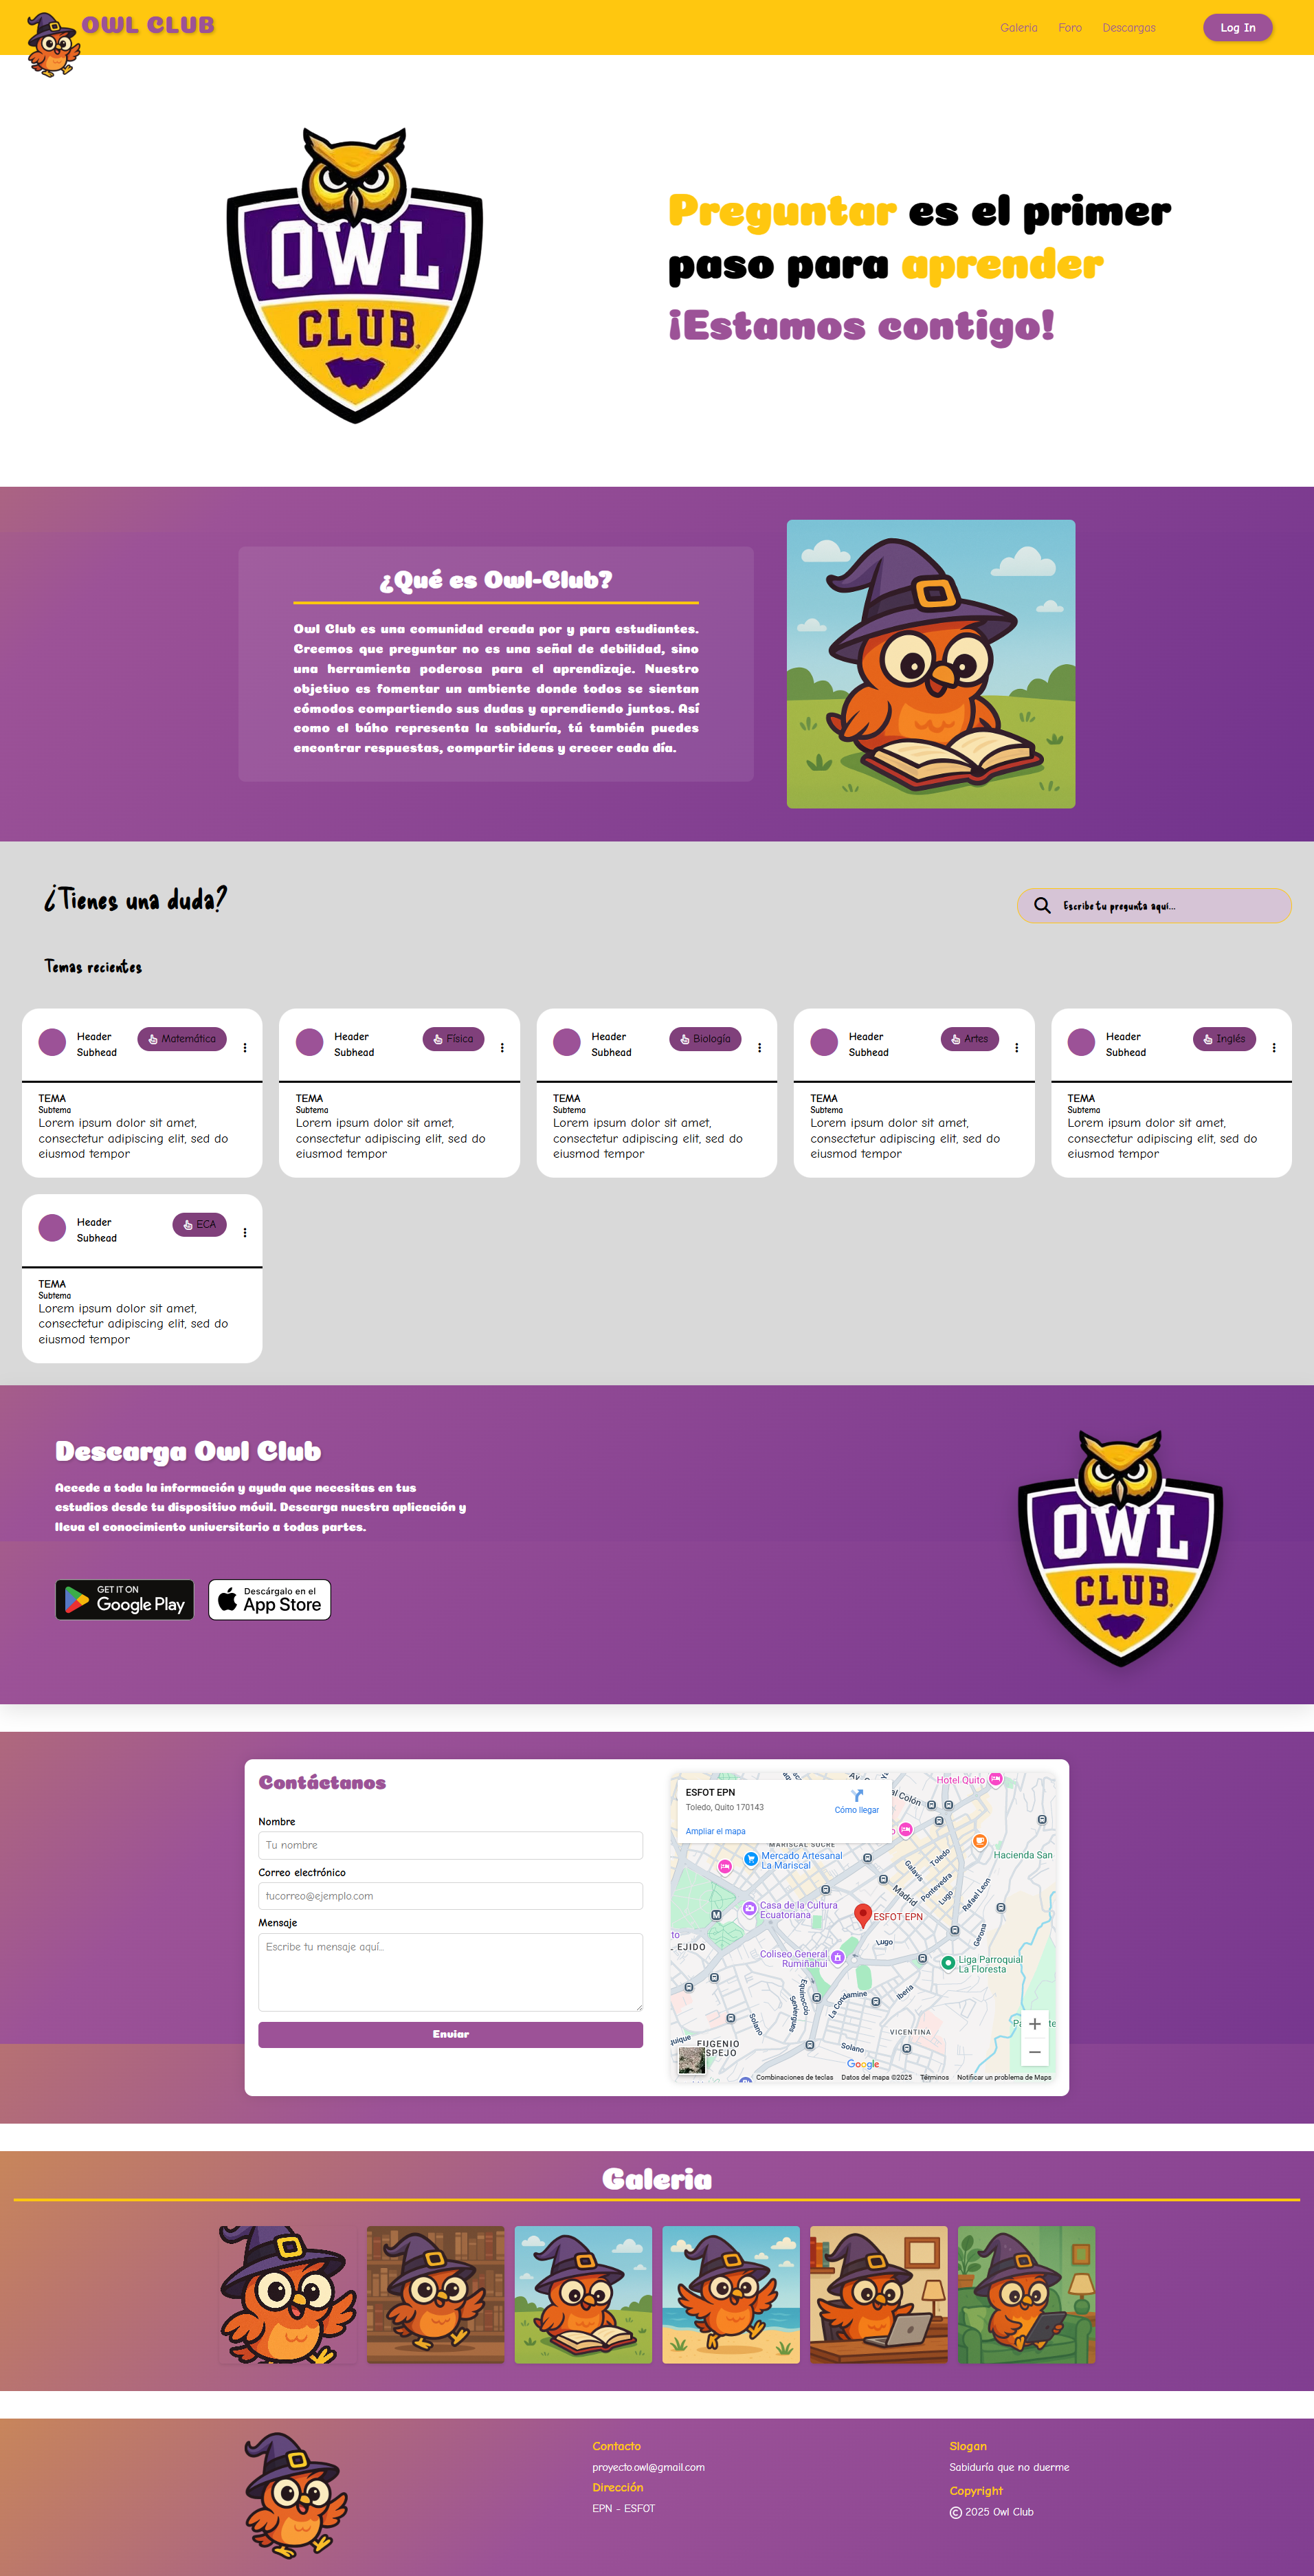 OWL CLUB
Galeria
Foro
Descargas
Log In
OWL
CLUB
Preguntar es el primer
paso para aprender
¡Estamos contigo!
¿Qué es Owl-Club?
Owl Club es una comunidad creada por y para estudiantes.
Creemos que preguntar no es una señal de debilidad, sino
una herramienta poderosa para el aprendizaje. Nuestro
objetivo es fomentar un ambiente donde todos se sientan
cómodos compartiendo sus dudas y aprendiendo juntos. Así
como el búho representa la sabiduría, tú también puedes
encontrar respuestas, compartir ideas y crecer cada día.
¿Tienes una duda?
Escribe tu pregunta aquí...
Temas recientes
Header
Subhead
Matemática
TEMA
Subtema
Lorem ipsum dolor sit amet,
consectetur adipiscing elit, sed do
eiusmod tempor
Header
Subhead
Física
TEMA
Subtema
Lorem ipsum dolor sit amet,
consectetur adipiscing elit, sed do
eiusmod tempor
Header
Subhead
Biología
TEMA
Subtema
Lorem ipsum dolor sit amet,
consectetur adipiscing elit, sed do
eiusmod tempor
Header
Subhead
Artes
TEMA
Subtema
Lorem ipsum dolor sit amet,
consectetur adipiscing elit, sed do
eiusmod tempor
Header
Subhead
Inglés
TEMA
Subtema
Lorem ipsum dolor sit amet,
consectetur adipiscing elit, sed do
eiusmod tempor
Header
Subhead
ECA
TEMA
Subtema
Lorem ipsum dolor sit amet,
consectetur adipiscing elit, sed do
eiusmod tempor
Descarga Owl Club
Accede a toda la información y ayuda que necesitas en tus
estudios desde tu dispositivo móvil. Descarga nuestra aplicación y
lleva el conocimiento universitario a todas partes.
GET IT ON
Google Play
Descárgalo en el
App Store
OWL
CLUB
Contáctanos
Nombre
Tu nombre
Correo electrónico
tucorreo@ejemplo.com
Mensaje
Escribe tu mensaje aquí...
Enviar
ESFOT EPN
Toledo, Quito 170143
Cómo llegar
Ampliar el mapa
Hotel Quito
al Colón
MARISCAL SUCRE
Mercado Artesanal
La Mariscal
Hacienda San
Galavis
Toledo
Pontevedra
Madrid
Lugo
Rafael Leon
Casa de la Cultura
Ecuatoriana
ESFOT EPN
Gerona
EJIDO
Lugo
Coliseo General
Rumiñahui
Liga Parroquial
La Floresta
Equinoccio
Seniergues
La Condamine
Iberia
Solano
VICENTINA
EUGENIO
ESPEJO
Solano
Google
Combinaciones de teclas
Datos del mapa ©2025
Términos
Notificar un problema de Maps
Galeria
Contacto
proyecto.owl@gmail.com
Dirección
EPN - ESFOT
Slogan
Sabiduría que no duerme
Copyright
© 2025 Owl Club